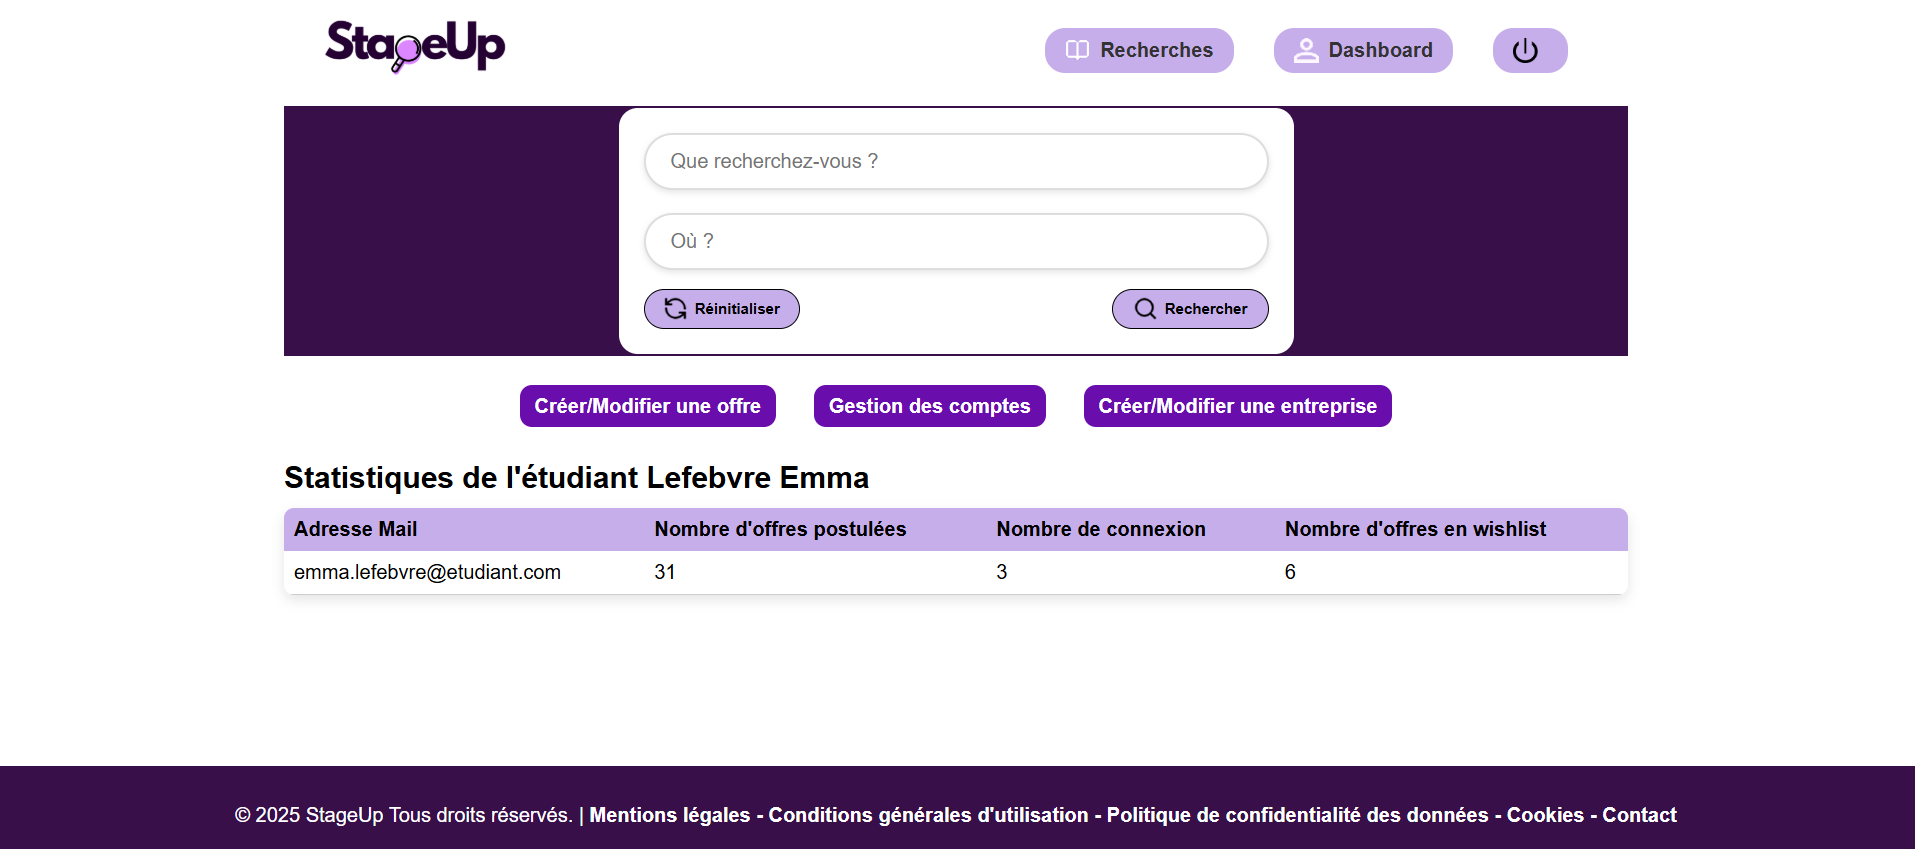 StageUp
Recherches
Dashboard
Que recherchez-vous ?
Où ?
Réinitialiser
Rechercher
Créer/Modifier une offre
Gestion des comptes
Créer/Modifier une entreprise
Statistiques de l'étudiant Lefebvre Emma
Adresse Mail Nombre d'offres postulées Nombre de connexion Nombre d'offres en wishlist
emma.lefebvre@etudiant.com 31 3 6
© 2025 StageUp Tous droits réservés. | Mentions légales - Conditions générales d'utilisation - Politique de confidentialité des données - Cookies - Contact